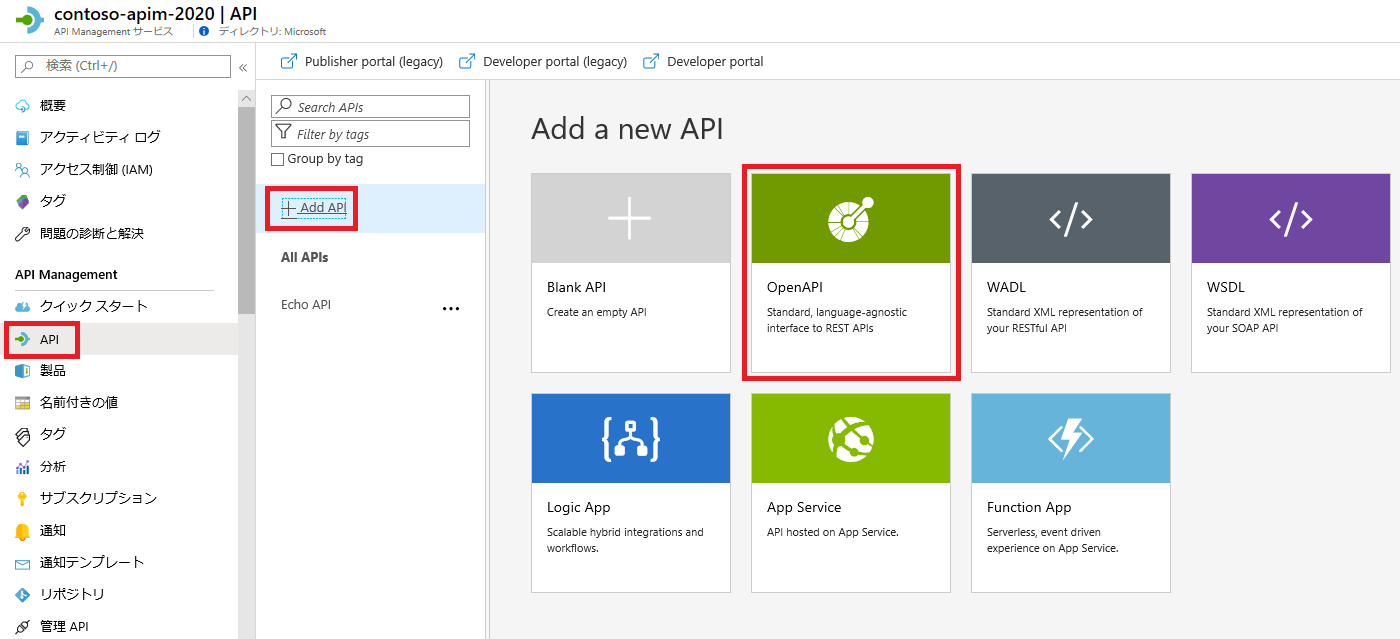 contoso-apim-2020 | API
API Management サービス
ディレクトリ: Microsoft
検索 (Ctrl+/)
«
概要
アクティビティ ログ
アクセス制御 (IAM)
タグ
問題の診断と解決
API Management
クイック スタート
API
製品
名前付きの値
タグ
分析
サブスクリプション
通知
通知テンプレート
リポジトリ
管理 API
Publisher portal (legacy)
Developer portal (legacy)
Developer portal
Search APIs
Filter by tags
Group by tag
Add API
All APIs
Echo API
Add a new API
Blank API
Create an empty API
OpenAPI
Standard, language-agnostic
interface to REST APIs
WADL
Standard XML representation of
your RESTful API
WSDL
Standard XML representation of
your SOAP API
Logic App
Scalable hybrid integrations and
workflows.
App Service
API hosted on App Service.
Function App
Serverless, event driven
experience on App Service.